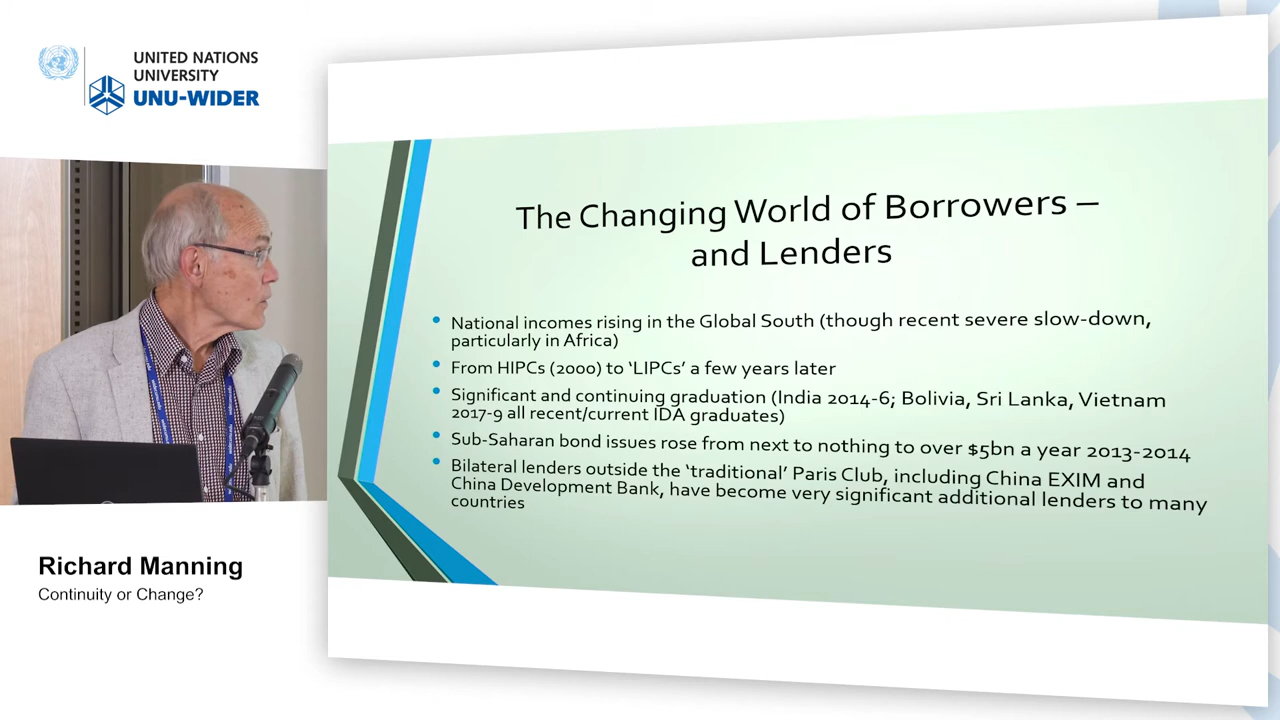 UNITED NATIONS
UNIVERSITY
UNU-WIDER
The Changing World of Borrowers –
and Lenders
• National incomes rising in the Global South (though recent severe slow-down,
particularly in Africa)
• From HIPCs (2000) to ‘LIPCs’ a few years later
• Significant and continuing graduation (India 2014-6; Bolivia, Sri Lanka, Vietnam
2017-9 all recent/current IDA graduates)
• Sub-Saharan bond issues rose from next to nothing to over $5bn a year 2013-2014
• Bilateral lenders outside the ‘traditional’ Paris Club, including China EXIM and
China Development Bank, have become very significant additional lenders to many
countries
Richard Manning
Continuity or Change?